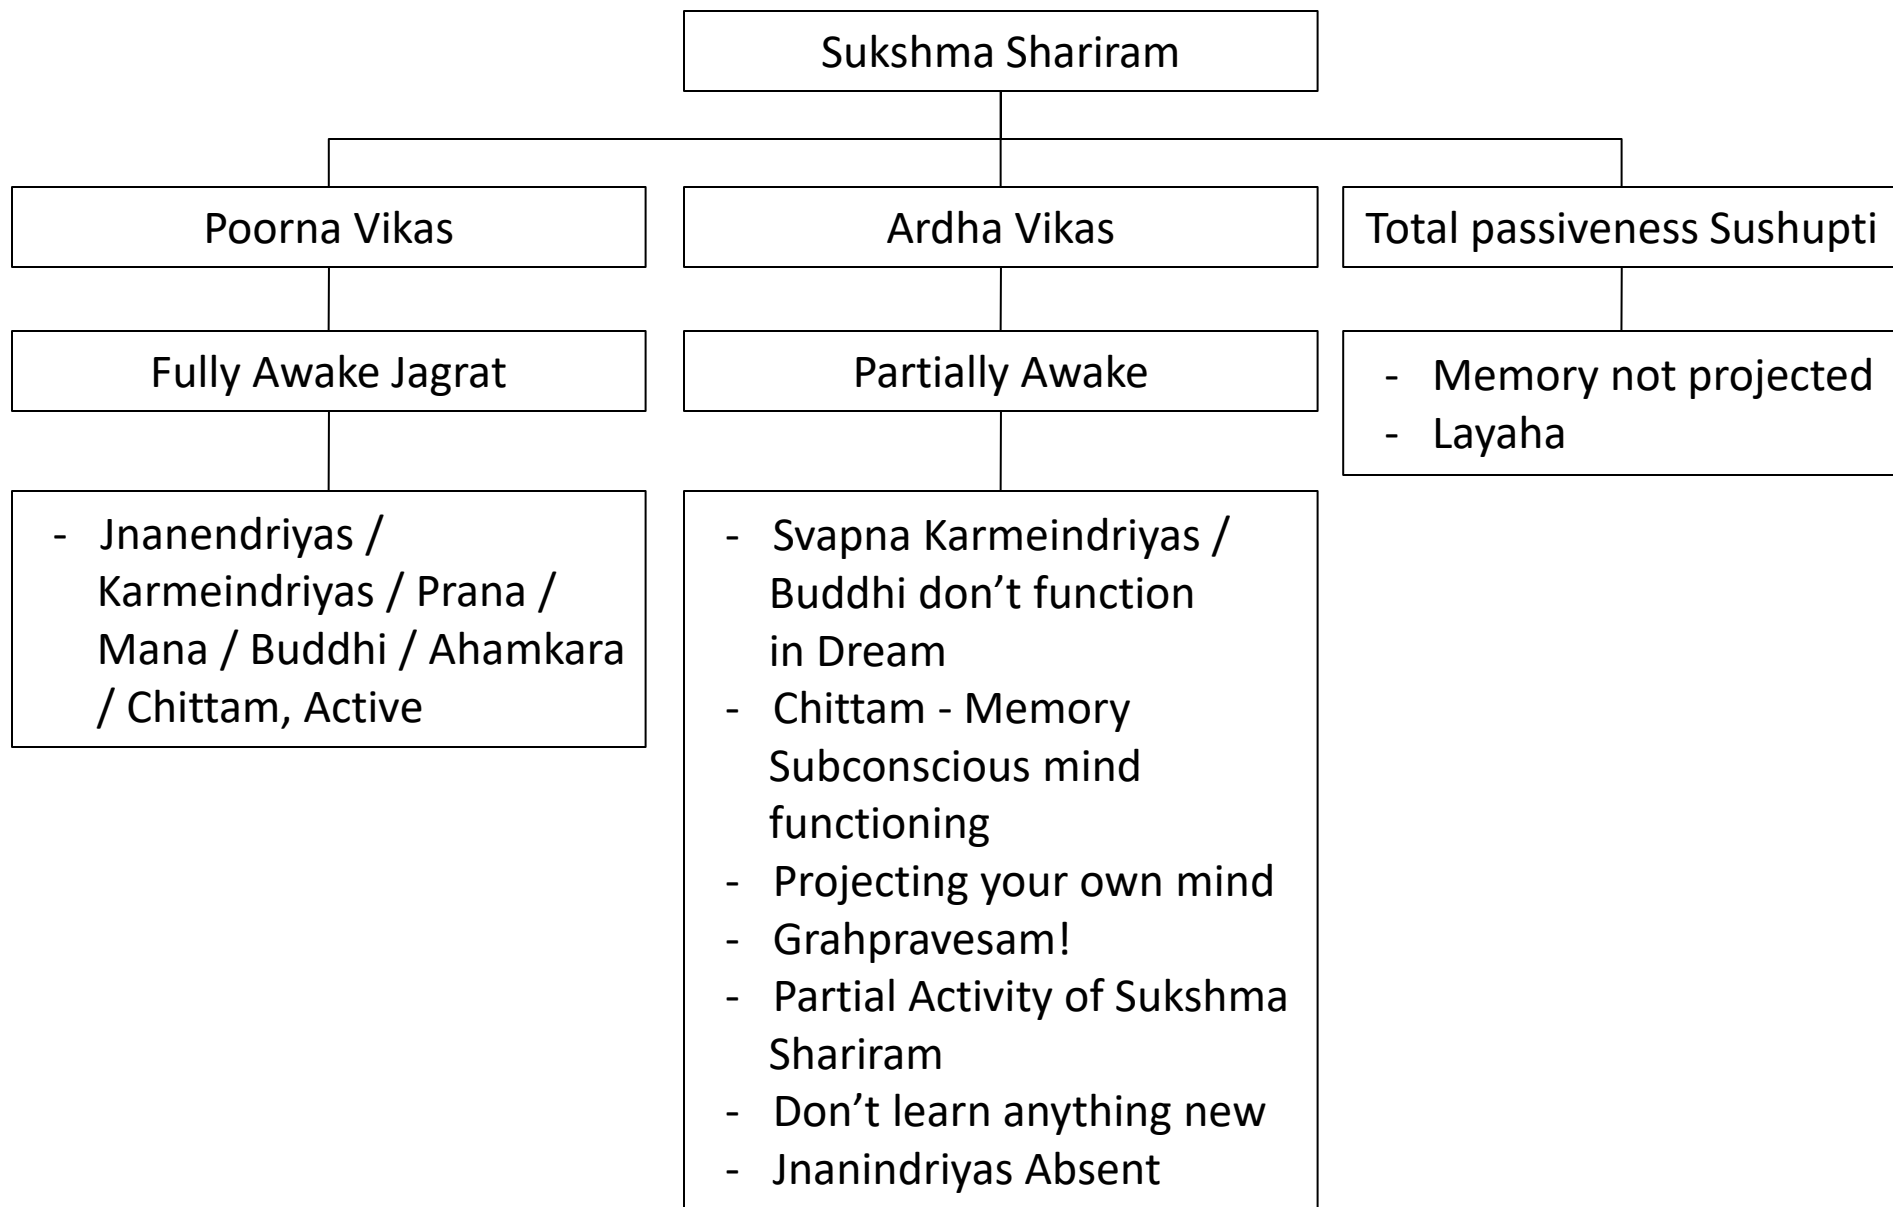 Sukshma Shariram
Poorna Vikas
Ardha Vikas
Total passiveness Sushupti
Fully Awake Jagrat
Partially Awake
- Memory not projected
- Layaha
- Jnanendriyas /
Karmeindriyas / Prana /
Mana / Buddhi / Ahamkara
/ Chittam, Active
- Svapna Karmeindriyas /
Buddhi don’t function
in Dream
- Chittam - Memory
Subconscious mind
functioning
- Projecting your own mind
- Grahpravesam!
- Partial Activity of Sukshma
Shariram
- Don’t learn anything new
- Jnanindriyas Absent